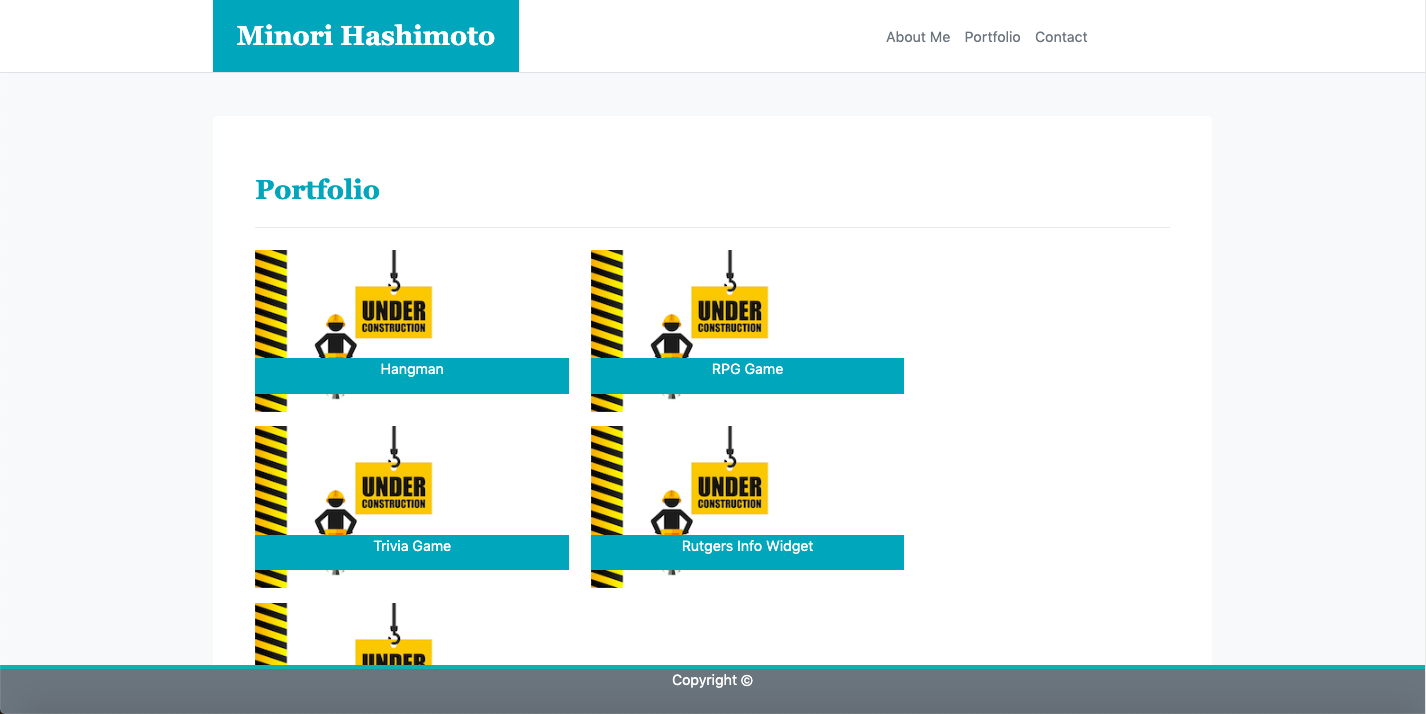 Minori Hashimoto
About Me Portfolio Contact
Portfolio
UNDER
CONSTRUCTION
Hangman
UNDER
CONSTRUCTION
RPG Game
UNDER
CONSTRUCTION
Trivia Game
UNDER
CONSTRUCTION
Rutgers Info Widget
UNDER
Copyright ©